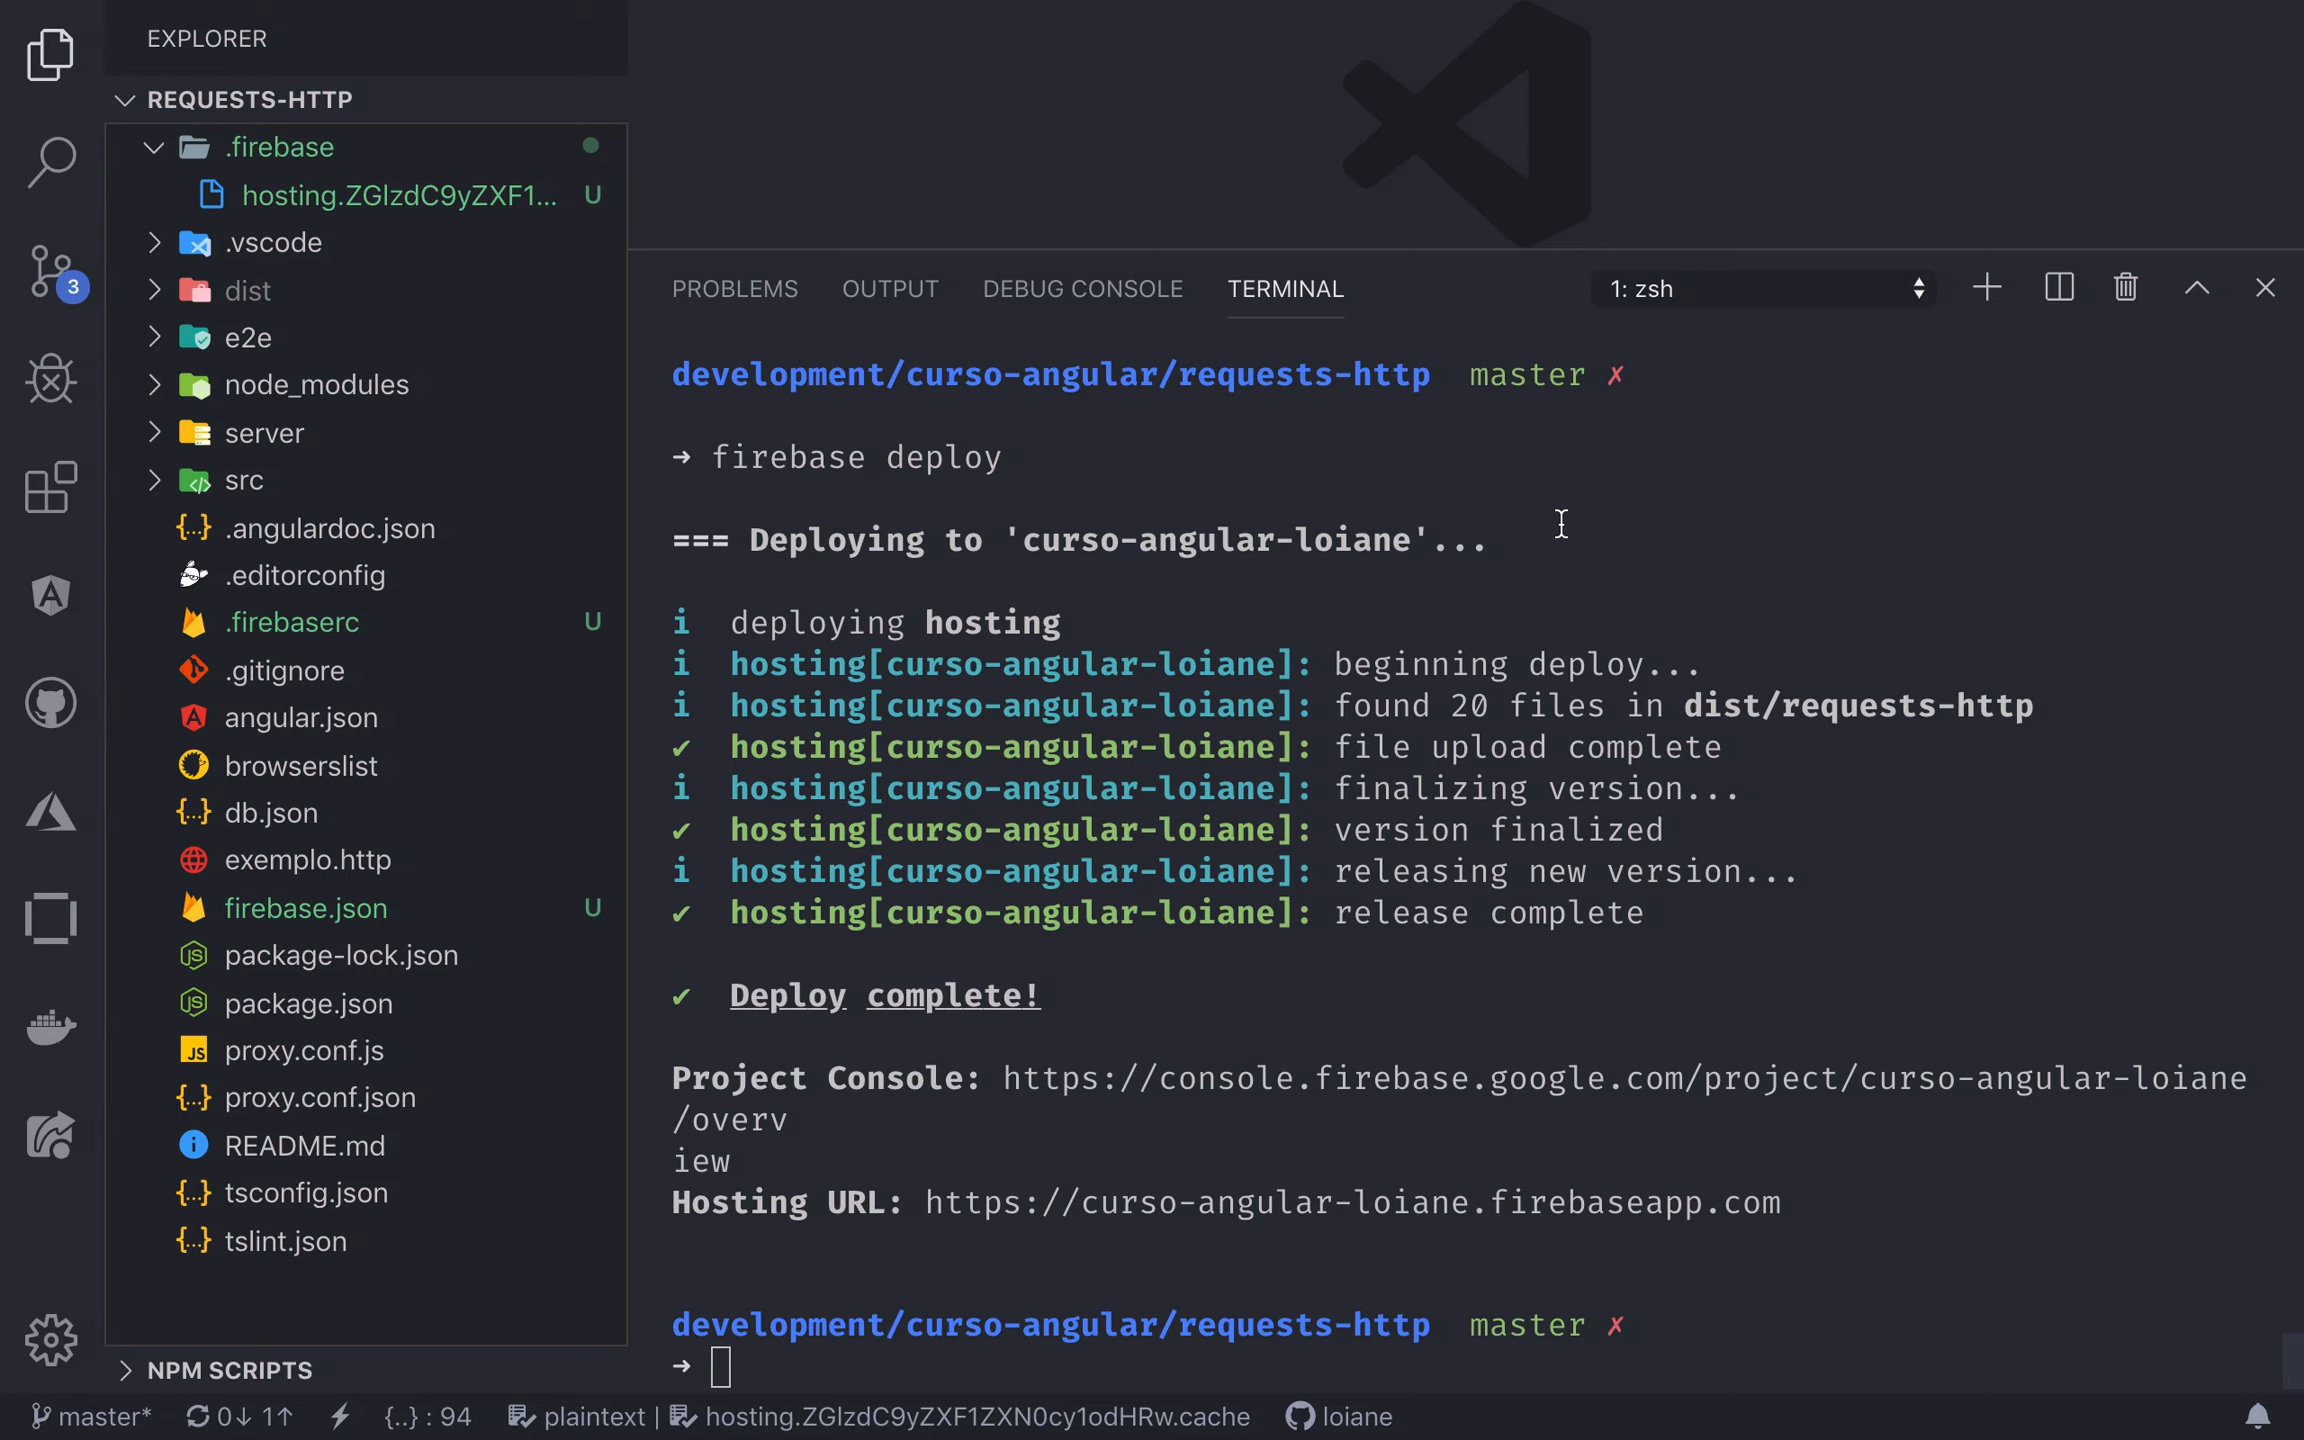 EXPLORER
REQUESTS-HTTP
.firebase
hosting.ZGlzdC9yZXF1... U
.vscode
dist
e2e
node_modules
server
src
.angulardoc.json
.editorconfig
.firebaserc U
.gitignore
angular.json
browserslist
db.json
exemplo.http
firebase.json U
package-lock.json
package.json
proxy.conf.js
proxy.conf.json
README.md
tsconfig.json
tslint.json
NPM SCRIPTS
3
PROBLEMS OUTPUT DEBUG CONSOLE TERMINAL 1: zsh
development/curso-angular/requests-http master ✗
→ firebase deploy
=== Deploying to 'curso-angular-loiane'...
i deploying hosting
i hosting[curso-angular-loiane]: beginning deploy...
i hosting[curso-angular-loiane]: found 20 files in dist/requests-http
✔ hosting[curso-angular-loiane]: file upload complete
i hosting[curso-angular-loiane]: finalizing version...
✔ hosting[curso-angular-loiane]: version finalized
i hosting[curso-angular-loiane]: releasing new version...
✔ hosting[curso-angular-loiane]: release complete
✔ Deploy complete!
Project Console: https://console.firebase.google.com/project/curso-angular-loiane
/overv
iew
Hosting URL: https://curso-angular-loiane.firebaseapp.com
development/curso-angular/requests-http master ✗
→
master* 0↓ 1↑ {..} : 94 plaintext | hosting.ZGlzdC9yZXF1ZXN0cy1odHRw.cache loiane